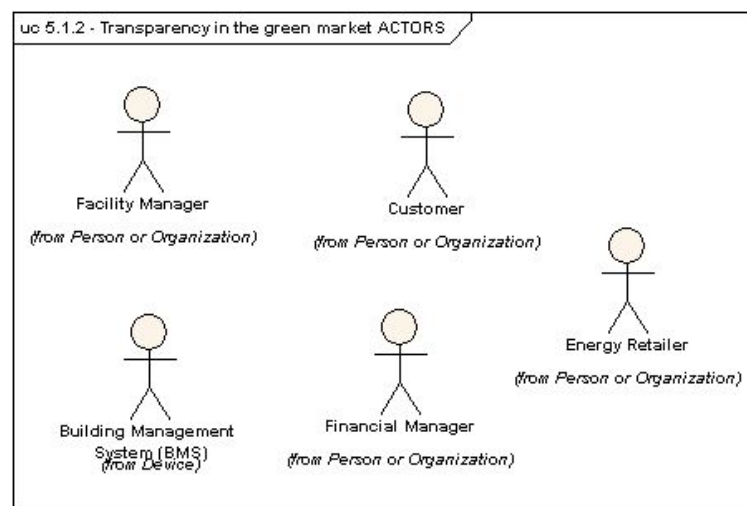 uc 5.1.2 - Transparency in the green market ACTORS
Facility Manager
(from Person or Organization)
Customer
(from Person or Organization)
Energy Retailer
(from Person or Organization)
Building Management
System (BMS)
(from Device)
Financial Manager
(from Person or Organization)